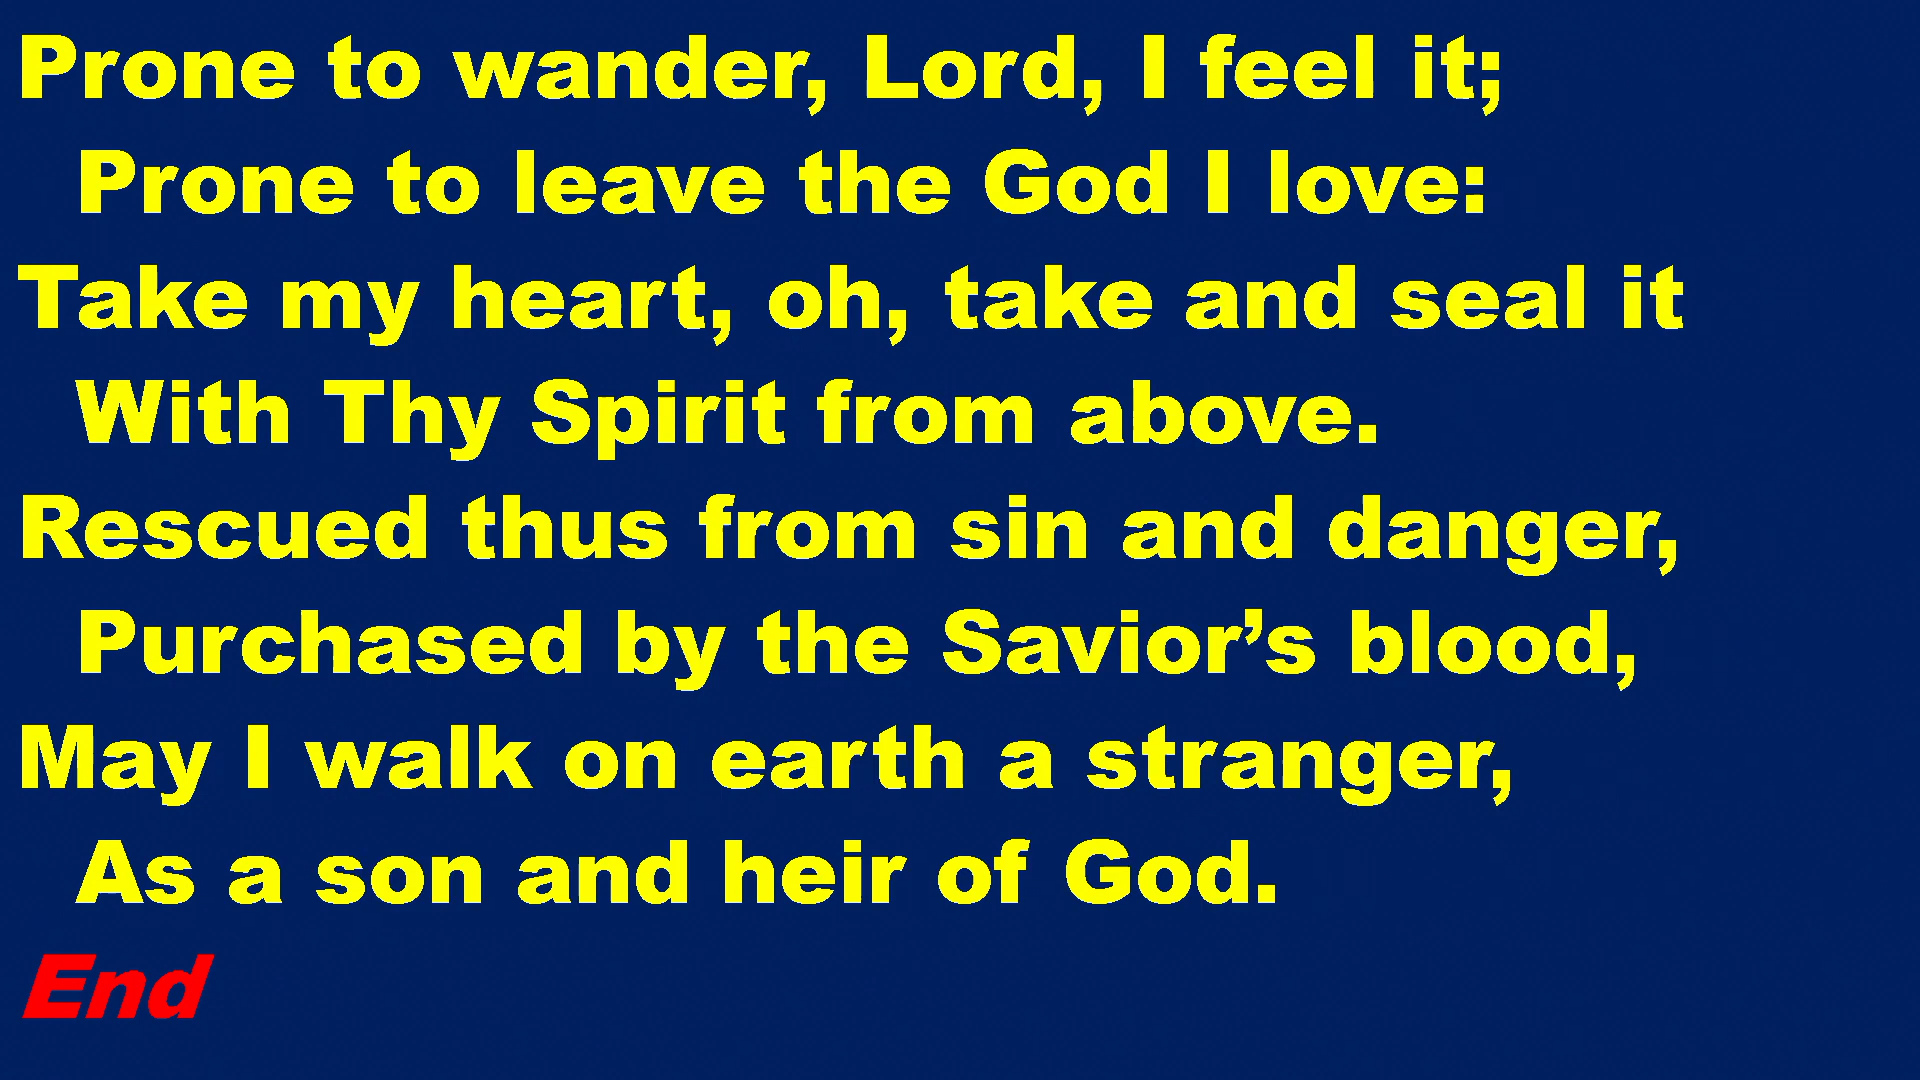 Prone to wander, Lord, I feel it;
Prone to leave the God I love:
Take my heart, oh, take and seal it
With Thy Spirit from above.
Rescued thus from sin and danger,
Purchased by the Savior’s blood,
May I walk on earth a stranger,
As a son and heir of God.
End